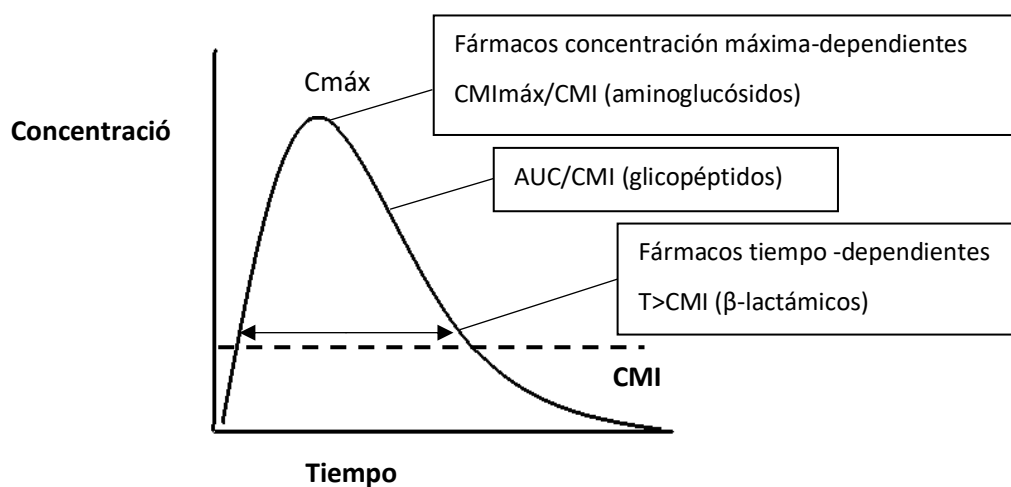 Fármacos concentración máxima-dependientes
CMImáx/CMI (aminoglucósidos)
Cmáx
Concentració
AUC/CMI (glicopéptidos)
Fármacos tiempo -dependientes
T>CMI (β-lactámicos)
CMI
Tiempo